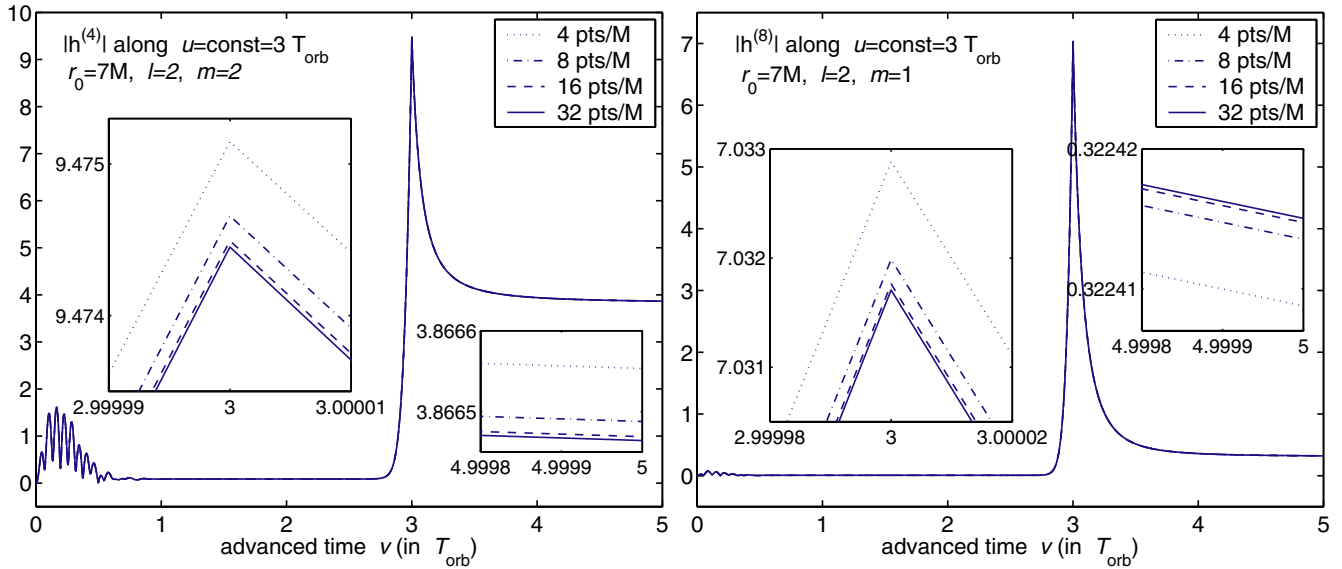 10
9
8
7
6
5
4
3
2
1
0
|h^(4)| along u=const=3 T_orb
r_0=7M, l=2, m=2
4 pts/M
8 pts/M
16 pts/M
32 pts/M
9.475
9.474
2.99999 3 3.00001
3.8666
3.8665
4.9998 4.9999 5
0 1 2 3 4 5
advanced time v (in T_orb)
7
6
5
4
3
2
1
0
|h^(8)| along u=const=3 T_orb
r_0=7M, l=2, m=1
4 pts/M
8 pts/M
16 pts/M
32 pts/M
7.033
7.032
7.031
2.99998 3 3.00002
0.32242
0.32241
4.9998 4.9999 5
0 1 2 3 4 5
advanced time v (in T_orb)